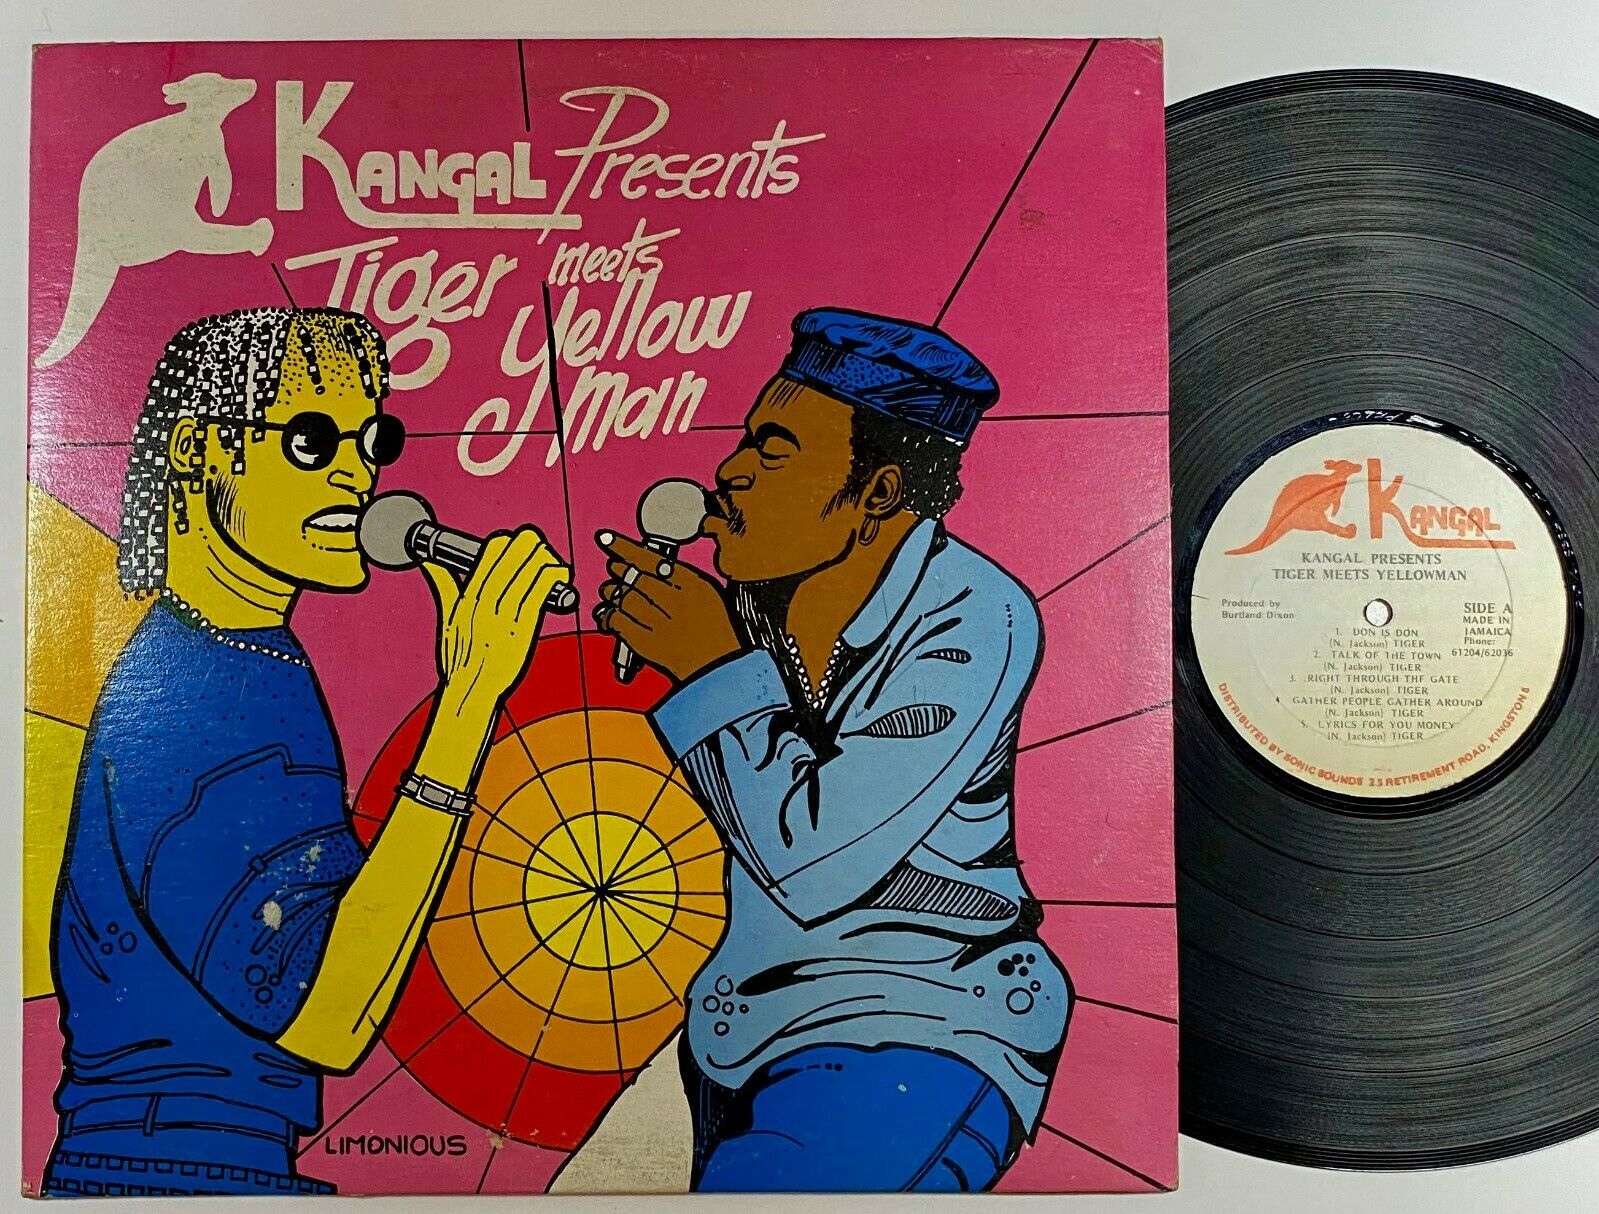 KANGAL Presents
Tiger meets
Yellow
man
LIMONIOUS
KANGAL
KANGAL PRESENTS
TIGER MEETS YELLOWMAN
Produced by
Burtland Dixon
SIDE A
MADE IN
JAMAICA
Phone:
61204/62036
1. DON IS DON
(N. Jackson) TIGER
2. TALK OF THE TOWN
(N. Jackson) TIGER
3. RIGHT THROUGH THE GATE
(N. Jackson) TIGER
4. GATHER PEOPLE GATHER AROUND
(N. Jackson) TIGER
5. LYRICS FOR YOU MONEY
(N. Jackson) TIGER
DISTRIBUTED BY SONIC SOUNDS 25 RETIREMENT ROAD, KINGSTON 5